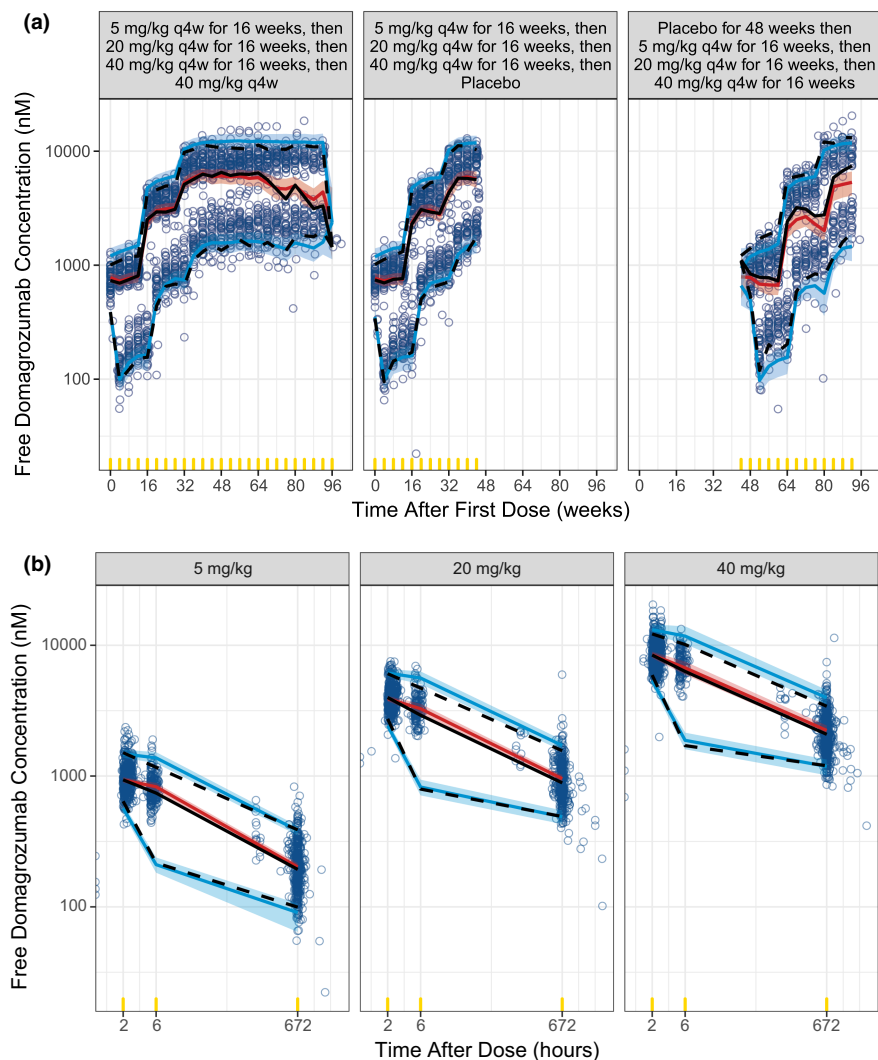 (a)
5 mg/kg q4w for 16 weeks, then
20 mg/kg q4w for 16 weeks, then
40 mg/kg q4w for 16 weeks, then
40 mg/kg q4w
5 mg/kg q4w for 16 weeks, then
20 mg/kg q4w for 16 weeks, then
40 mg/kg q4w for 16 weeks, then
Placebo
Placebo for 48 weeks then
5 mg/kg q4w for 16 weeks, then
20 mg/kg q4w for 16 weeks, then
40 mg/kg q4w for 16 weeks
Free Domagrozumab Concentration (nM)
10000
1000
100
0 16 32 48 64 80 96
0 16 32 48 64 80 96
0 16 32 48 64 80 96
Time After First Dose (weeks)
(b)
5 mg/kg
20 mg/kg
40 mg/kg
Free Domagrozumab Concentration (nM)
10000
1000
100
2 6 672
2 6 672
2 6 672
Time After Dose (hours)